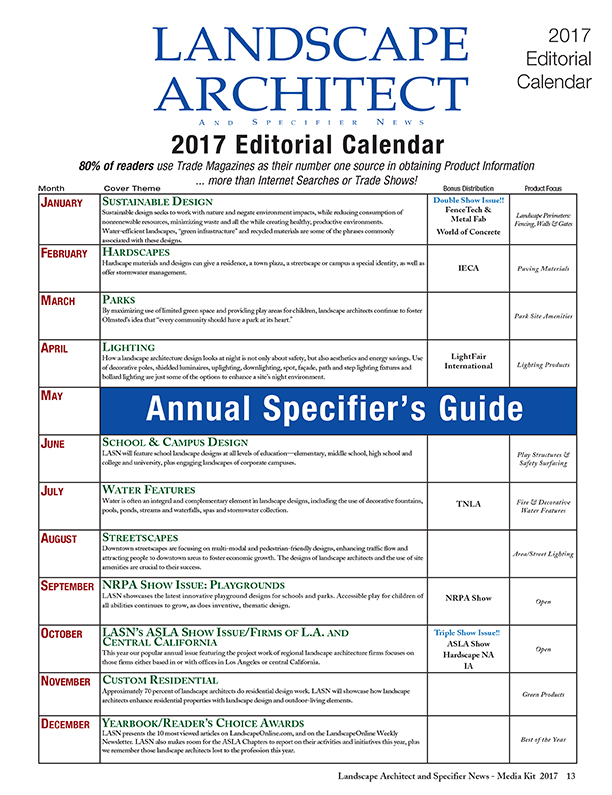 LANDSCAPE
ARCHITECT
AND SPECIFIER NEWS
2017
Editorial
Calendar
2017 Editorial Calendar
80% of readers use Trade Magazines as their number one source in obtaining Product Information
... more than Internet Searches or Trade Shows!
Month Cover Theme Bonus Distribution Product Focus
JANUARY
SUSTAINABLE DESIGN
Sustainable design seeks to work with nature and negate environment impacts, while reducing consumption of
nonrenewable resources, minimizing waste and all the while creating healthy, productive environments.
Water-efficient landscapes, "green infrastructure" and recycled materials are some of the phrases commonly
associated with these designs.
Double Show Issue!!
FenceTech &
Metal Fab
World of Concrete
Landscape Perimeters:
Fencing, Walls & Gates
FEBRUARY
HARDSCAPES
Hardscape materials and designs can give a residence, a town plaza, a streetscape or campus a special identity, as well as
offer stormwater management.
IECA
Paving Materials
MARCH
PARKS
By maximizing use of limited green space and providing play areas for children, landscape architects continue to foster
Olmsted's idea that "every community should have a park at its heart."
Park Site Amenities
APRIL
LIGHTING
How a landscape architecture design looks at night is not only about safety, but also aesthetics and energy savings. Use
of decorative poles, shielded luminaires, uplighting, downlighting, spot, façade, path and step lighting fixtures and
bollard lighting are just some of the options to enhance a site's night environment.
LightFair
International
Lighting Products
MAY
Annual Specifier's Guide
JUNE
SCHOOL & CAMPUS DESIGN
LASN will feature school landscape designs at all levels of education—elementary, middle school, high school and
college and university, plus engaging landscapes of corporate campuses.
Play Structures &
Safety Surfacing
JULY
WATER FEATURES
Water is often an integral and complementary element in landscape designs, including the use of decorative fountains,
pools, ponds, streams and waterfalls, spas and stormwater collection.
TNLA
Fire & Decorative
Water Features
AUGUST
STREETSCAPES
Downtown streetscapes are focusing on multi-modal and pedestrian-friendly designs, enhancing traffic flow and
attracting people to downtown areas to foster economic growth. The designs of landscape architects and the use of site
amenities are crucial to their success.
Area/Street Lighting
SEPTEMBER
NRPA SHOW ISSUE: PLAYGROUNDS
LASN showcases the latest innovative playground designs for schools and parks. Accessible play for children of
all abilities continues to grow, as does inventive, thematic design.
NRPA Show
Open
OCTOBER
LASN'S ASLA SHOW ISSUE/FIRMS OF L.A. AND
CENTRAL CALIFORNIA
This year our popular annual issue featuring the project work of regional landscape architecture firms focuses on
those firms either based in or with offices in Los Angeles or central California.
Triple Show Issue!!
ASLA Show
Hardscape NA
IA
Open
NOVEMBER
CUSTOM RESIDENTIAL
Approximately 70 percent of landscape architects do residential design work. LASN will showcase how landscape
architects enhance residential properties with landscape design and outdoor-living elements.
Green Products
DECEMBER
YEARBOOK/READER'S CHOICE AWARDS
LASN presents the 10 most viewed articles on LandscapeOnline.com, and on the LandscapeOnline Weekly
Newsletter. LASN also makes room for the ASLA Chapters to report on their activities and initiatives this year, plus
we remember those landscape architects lost to the profession this year.
Best of the Year
Landscape Architect and Specifier News - Media Kit 2017 13